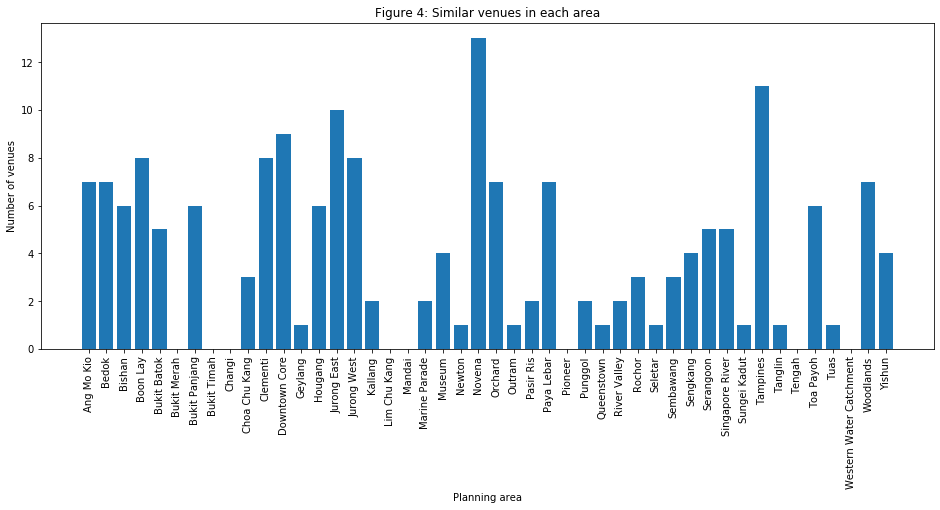 Figure 4: Similar venues in each area
Number of venues
12
10
8
6
4
2
0
Ang Mo Kio
Bedok
Bishan
Boon Lay
Bukit Batok
Bukit Merah
Bukit Panjang
Bukit Timah
Changi
Choa Chu Kang
Clementi
Downtown Core
Geylang
Hougang
Jurong East
Jurong West
Kallang
Lim Chu Kang
Mandai
Marine Parade
Museum
Newton
Novena
Orchard
Outram
Pasir Ris
Paya Lebar
Pioneer
Punggol
Queenstown
River Valley
Rochor
Seletar
Sembawang
Sengkang
Serangoon
Singapore River
Sungei Kadut
Tampines
Tanglin
Tengah
Toa Payoh
Tuas
Western Water Catchment
Woodlands
Yishun
Planning area